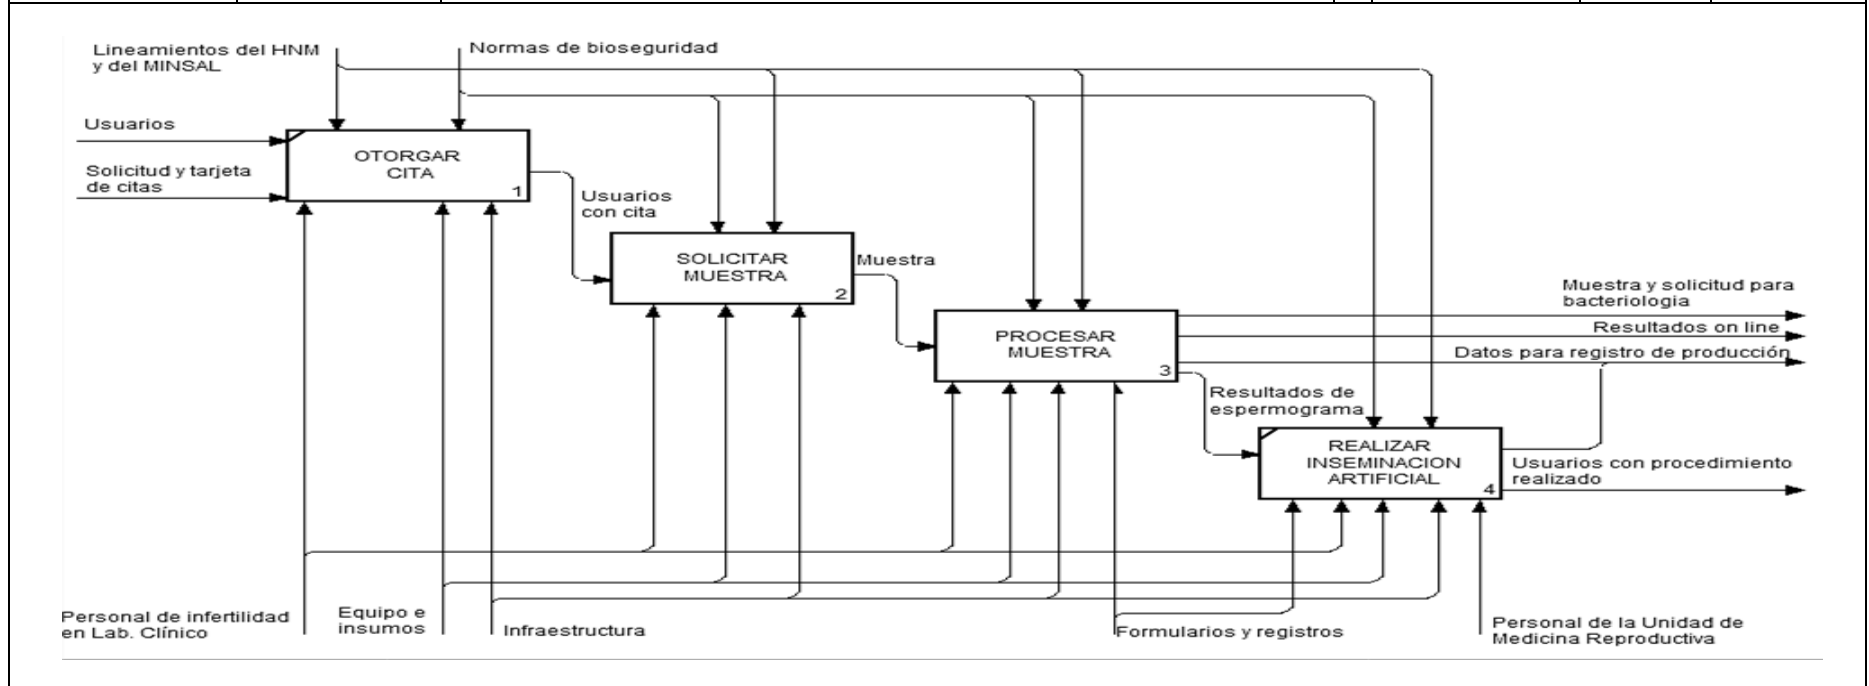 Lineamientos del HNM
y del MINSAL
Normas de bioseguridad
Usuarios
Solicitud y tarjeta
de citas
OTORGAR
CITA
1
Usuarios
con cita
SOLICITAR
MUESTRA
2
Muestra
PROCESAR
MUESTRA
3
Muestra y solicitud para
bacteriologia
Resultados on line
Datos para registro de producción
Resultados de
espermograma
REALIZAR
INSEMINACION
ARTIFICIAL
4
Usuarios con procedimiento
realizado
Personal de infertilidad
en Lab. Clínico
Equipo e
insumos
Infraestructura
Formularios y registros
Personal de la Unidad de
Medicina Reproductiva